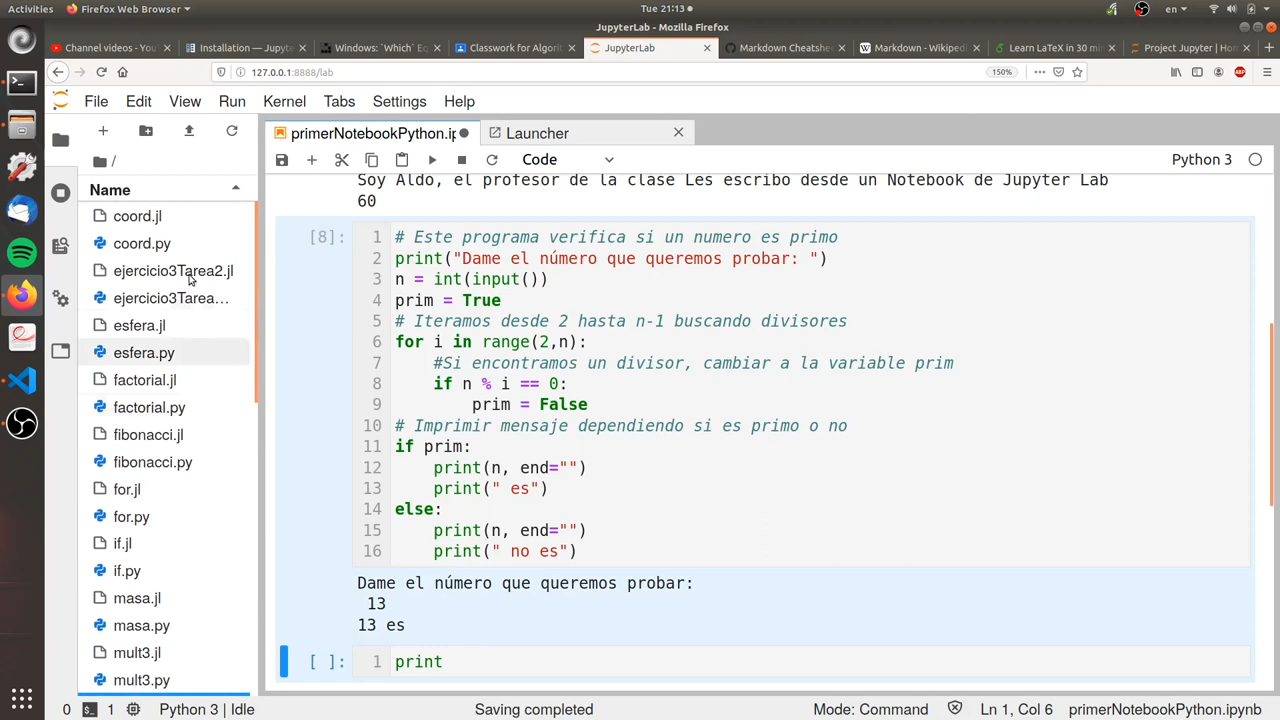 Activities Firefox Web Browser Tue 21:13 en
JupyterLab - Mozilla Firefox
Channel videos - You Installation — Jupyte Windows: `Which` Eq Classwork for Algorit JupyterLab Markdown Cheatshe Markdown - Wikiped Learn LaTeX in 30 mi Project Jupyter | Hom
127.0.0.1:8888/lab 150%
File Edit View Run Kernel Tabs Settings Help
primerNotebookPython.ip Launcher
Code Python 3
/
Name
coord.jl
coord.py
ejercicio3Tarea2.jl
ejercicio3Tarea…
esfera.jl
esfera.py
factorial.jl
factorial.py
fibonacci.jl
fibonacci.py
for.jl
for.py
if.jl
if.py
masa.jl
masa.py
mult3.jl
mult3.py
Soy Aldo, el profesor de la clase Les escribo desde un Notebook de Jupyter Lab
60
[8]:
1 # Este programa verifica si un numero es primo
2 print("Dame el número que queremos probar: ")
3 n = int(input())
4 prim = True
5 # Iteramos desde 2 hasta n-1 buscando divisores
6 for i in range(2,n):
7 #Si encontramos un divisor, cambiar a la variable prim
8 if n % i == 0:
9 prim = False
10 # Imprimir mensaje dependiendo si es primo o no
11 if prim:
12 print(n, end="")
13 print(" es")
14 else:
15 print(n, end="")
16 print(" no es")
Dame el número que queremos probar:
13
13 es
[ ]: 1 print
0 1 Python 3 | Idle Saving completed Mode: Command Ln 1, Col 6 primerNotebookPython.ipynb